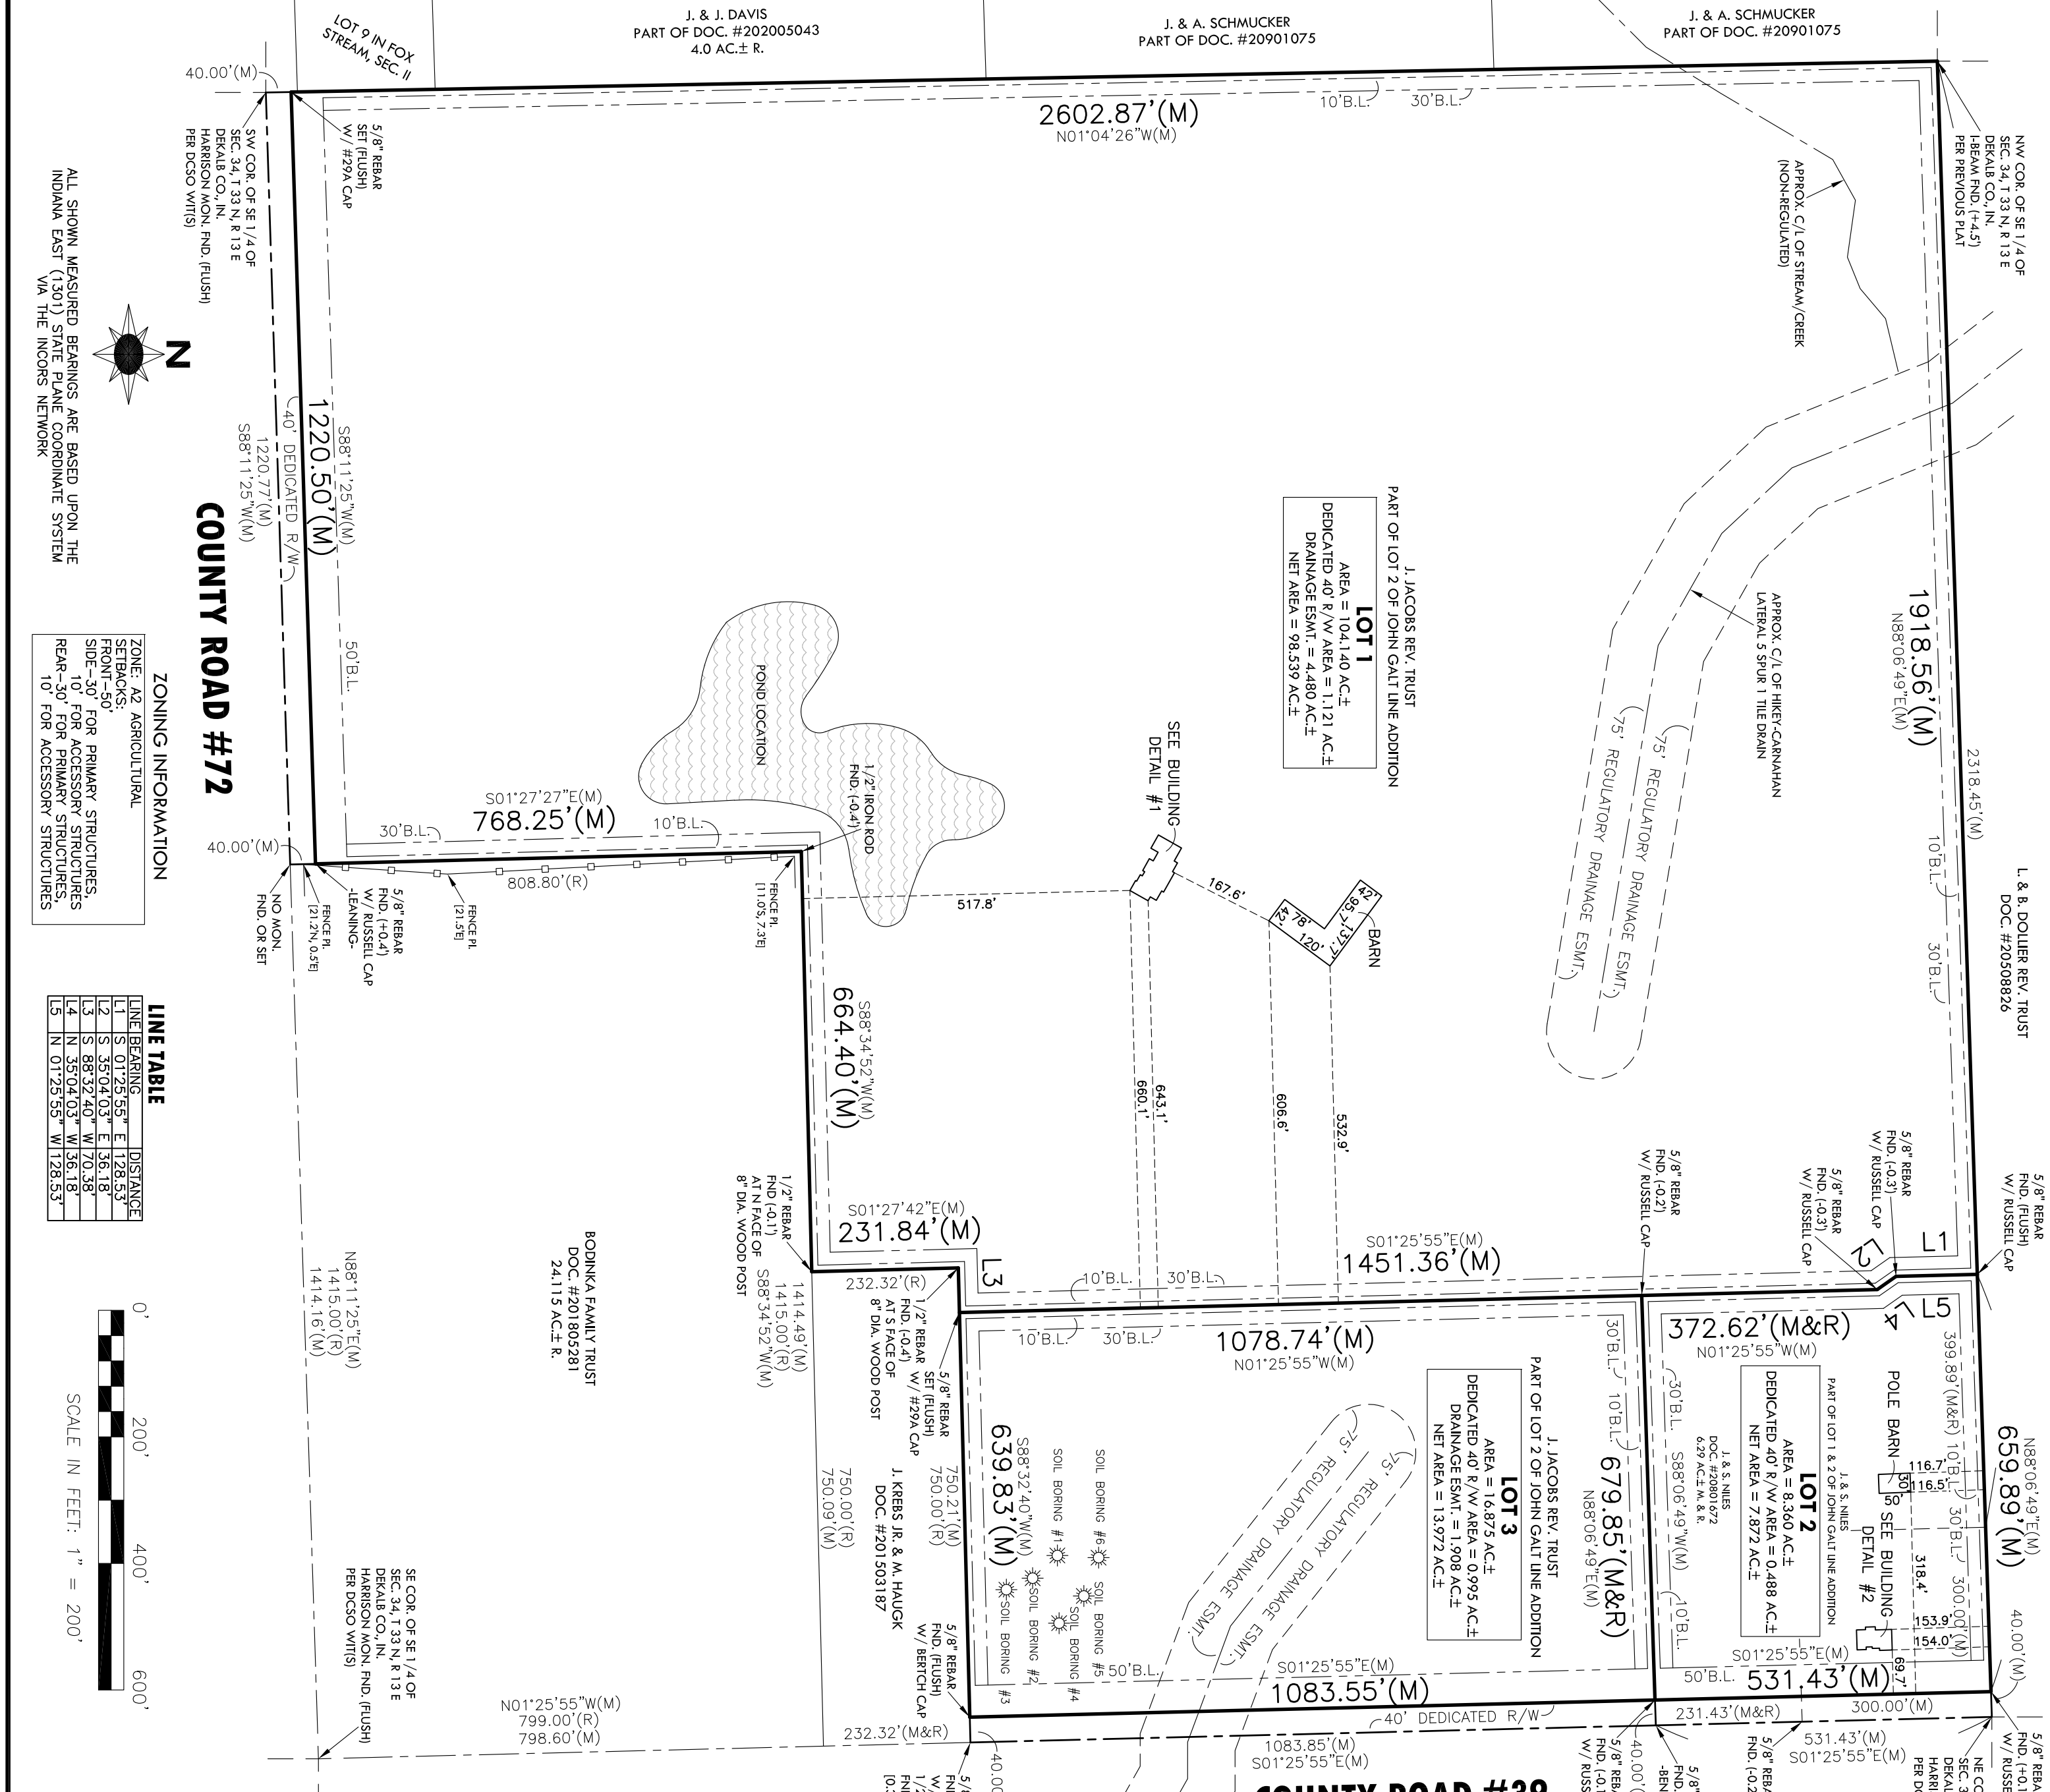 LOT 9 IN FOX
STREAM, SEC. II
J. & J. DAVIS
PART OF DOC. #202005043
4.0 AC.± R.
J. & A. SCHMUCKER
PART OF DOC. #20901075
J. & A. SCHMUCKER
PART OF DOC. #20901075
40.00'(M)
2602.87'(M)
N01°04'26"W(M)
10'B.L.
30'B.L.
NW COR. OF SE 1/4 OF
SEC. 34, T 33 N, R 13 E
DEKALB CO., IN.
I-BEAM FND. (+4.5')
PER PREVIOUS PLAT
APPROX. C/L OF STREAM/CREEK
(NON-REGULATED)
5/8" REBAR
SET (FLUSH)
W/ #29A CAP
SW COR. OF SE 1/4 OF
SEC. 34, T 33 N, R 13 E
DEKALB CO., IN.
HARRISON MON. FND. (FLUSH)
PER DCSO WIT(S)
ALL SHOWN MEASURED BEARINGS ARE BASED UPON THE
INDIANA EAST (1301) STATE PLANE COORDINATE SYSTEM
VIA THE INCORS NETWORK
N
S88°11'25"W(M)
1220.50'(M)
40' DEDICATED R/W
1220.77'(M)
S88°11'25"W(M)
COUNTY ROAD #72
50'B.L.
1918.56'(M)
N88°06'49"E(M)
2318.45'(M)
10'B.L.
30'B.L.
L. & B. DOLLIER REV. TRUST
DOC. #20508826
J. JACOBS REV. TRUST
PART OF LOT 2 OF JOHN GALT LINE ADDITION
LOT 1
AREA = 104.140 AC.±
DEDICATED 40' R/W AREA = 1.121 AC.±
DRAINAGE ESMT. = 4.480 AC.±
NET AREA = 98.539 AC.±
APPROX. C/L OF HIKEY-CARNAHAN
LATERAL 5 SPUR 1 TILE DRAIN
75' REGULATORY DRAINAGE ESMT.
75' REGULATORY DRAINAGE ESMT.
POND LOCATION
1/2" IRON ROD
FND. (-0.4')
SEE BUILDING
DETAIL #1
167.6'
BARN
42'
95.7'
137.7'
78'
42'
120'
517.8'
660.1'
643.1'
606.6'
532.9'
S01°27'27"E(M)
768.25'(M)
30'B.L.
10'B.L.
808.80'(R)
40.00'(M)
NO MON.
FND. OR SET
FENCE PI.
[21.2'N, 0.5'E]
5/8" REBAR
FND. (+0.4')
W/ RUSSELL CAP
-LEANING-
FENCE PI.
[21.5'E]
FENCE PI.
[11.0'S, 7.3'E]
ZONING INFORMATION
ZONE: A2 AGRICULTURAL
SETBACKS:
FRONT-50'
SIDE-30' FOR PRIMARY STRUCTURES,
10' FOR ACCESSORY STRUCTURES
REAR-30' FOR PRIMARY STRUCTURES,
10' FOR ACCESSORY STRUCTURES
LINE TABLE
LINE BEARING DISTANCE
L1 S 01°25'55" E 128.53'
L2 S 35°04'03" E 36.18'
L3 S 88°32'40" W 70.38'
L4 N 35°04'03" W 36.18'
L5 N 01°25'55" W 128.53'
S88°34'52"W(M)
664.40'(M)
S01°27'42"E(M)
231.84'(M)
L3
232.32'(R)
1/2" REBAR
FND (-0.1')
AT N FACE OF
8" DIA. WOOD POST
1/2" REBAR
FND. (-0.4')
AT S FACE OF
8" DIA. WOOD POST
5/8" REBAR
SET (FLUSH)
W/ #29A CAP
1414.49'(M)
1415.00'(R)
S88°34'52"W(M)
BODINKA FAMILY TRUST
DOC. #201805281
24.115 AC.± R.
N88°11'25"E(M)
1415.00'(R)
1414.16'(M)
0'
200'
400'
600'
SCALE IN FEET: 1" = 200'
S01°25'55"E(M)
1451.36'(M)
10'B.L.
30'B.L.
5/8" REBAR
FND. (-0.2')
W/ RUSSELL CAP
5/8" REBAR
FND. (-0.3')
W/ RUSSELL CAP
5/8" REBAR
FND. (-0.3')
W/ RUSSELL CAP
5/8" REBAR
FND. (FLUSH)
W/ RUSSELL CAP
L1
L2
L4
L5
10'B.L.
30'B.L.
1078.74'(M)
N01°25'55"W(M)
372.62'(M&R)
N01°25'55"W(M)
J. JACOBS REV. TRUST
PART OF LOT 2 OF JOHN GALT LINE ADDITION
LOT 3
AREA = 16.875 AC.±
DEDICATED 40' R/W AREA = 0.995 AC.±
DRAINAGE ESMT. = 1.908 AC.±
NET AREA = 13.972 AC.±
30'B.L.
10'B.L.
679.85'(M&R)
N88°06'49"E(M)
30'B.L.
S88°06'49"W(M)
10'B.L.
J. & S. NILES
DOC. #20801672
6.29 AC.± M. & R.
J. & S. NILES
PART OF LOT 1 & 2 OF JOHN GALT LINE ADDITION
LOT 2
AREA = 8.360 AC.±
DEDICATED 40' R/W AREA = 0.488 AC.±
NET AREA = 7.872 AC.±
POLE BARN
30'
50'
116.7'
116.5'
SEE BUILDING
DETAIL #2
318.4'
153.9'
154.0'
69.7'
399.89'(M&R)
10'B.L.
30'B.L.
300.00'(M)
659.89'(M)
N88°06'49"E(M)
40.00'(M)
75' REGULATORY DRAINAGE ESMT.
75' REGULATORY DRAINAGE ESMT.
639.83'(M)
S88°32'40"W(M)
SOIL BORING #1
SOIL BORING #6
SOIL BORING #3
SOIL BORING #2
SOIL BORING #4
SOIL BORING #5
750.21'(M)
750.00'(R)
J. KREBS JR. & M. HAUGK
DOC. #201503187
750.00'(R)
750.09'(M)
5/8" REBAR
FND. (FLUSH)
W/ BERTCH CAP
SE COR. OF SE 1/4 OF
SEC. 34, T 33 N, R 13 E
DEKALB CO., IN.
HARRISON MON. FND. (FLUSH)
PER DCSO WIT(S)
N01°25'55"W(M)
799.00'(R)
798.60'(M)
232.32'(M&R)
50'B.L.
S01°25'55"E(M)
1083.55'(M)
40' DEDICATED R/W
1083.85'(M)
S01°25'55"E(M)
50'B.L.
S01°25'55"E(M)
531.43'(M)
231.43'(M&R)
300.00'
531.43'(M)
S01°25'55"E(M)
COUNTY ROAD #39